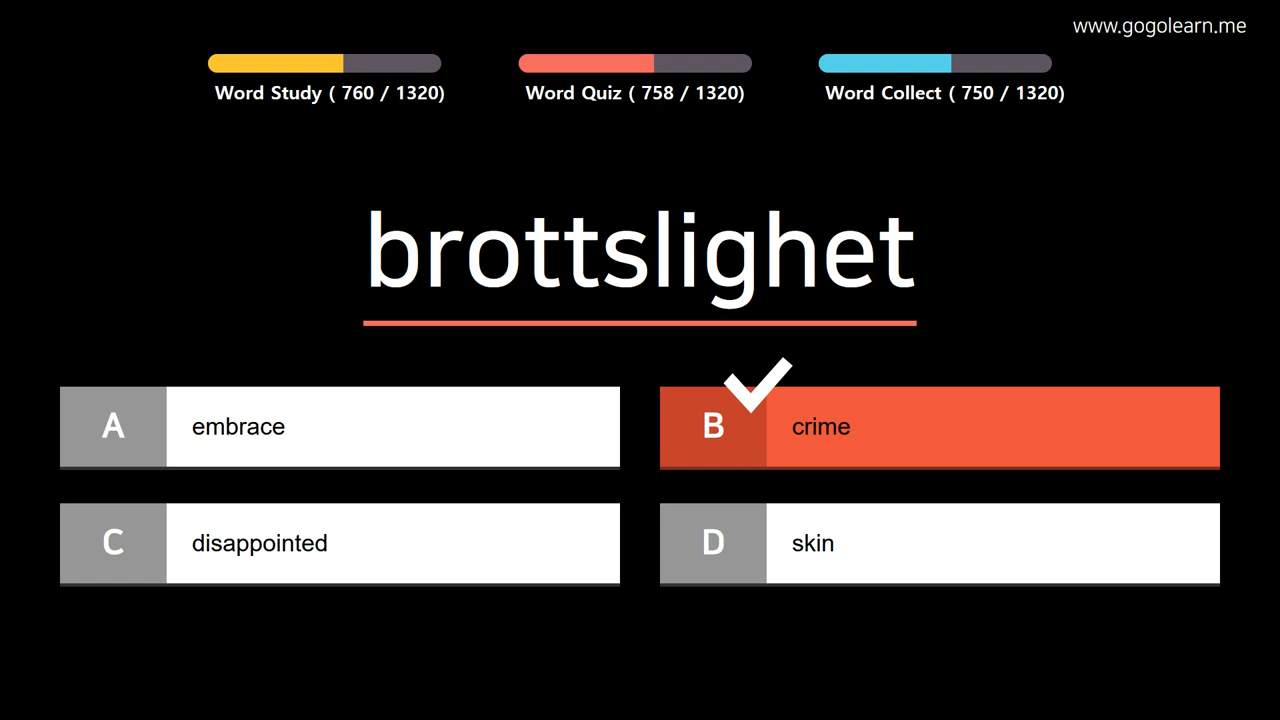 www.gogolearn.me
Word Study ( 760 / 1320)
Word Quiz ( 758 / 1320)
Word Collect ( 750 / 1320)
brottslighet
A embrace
B crime
C disappointed
D skin